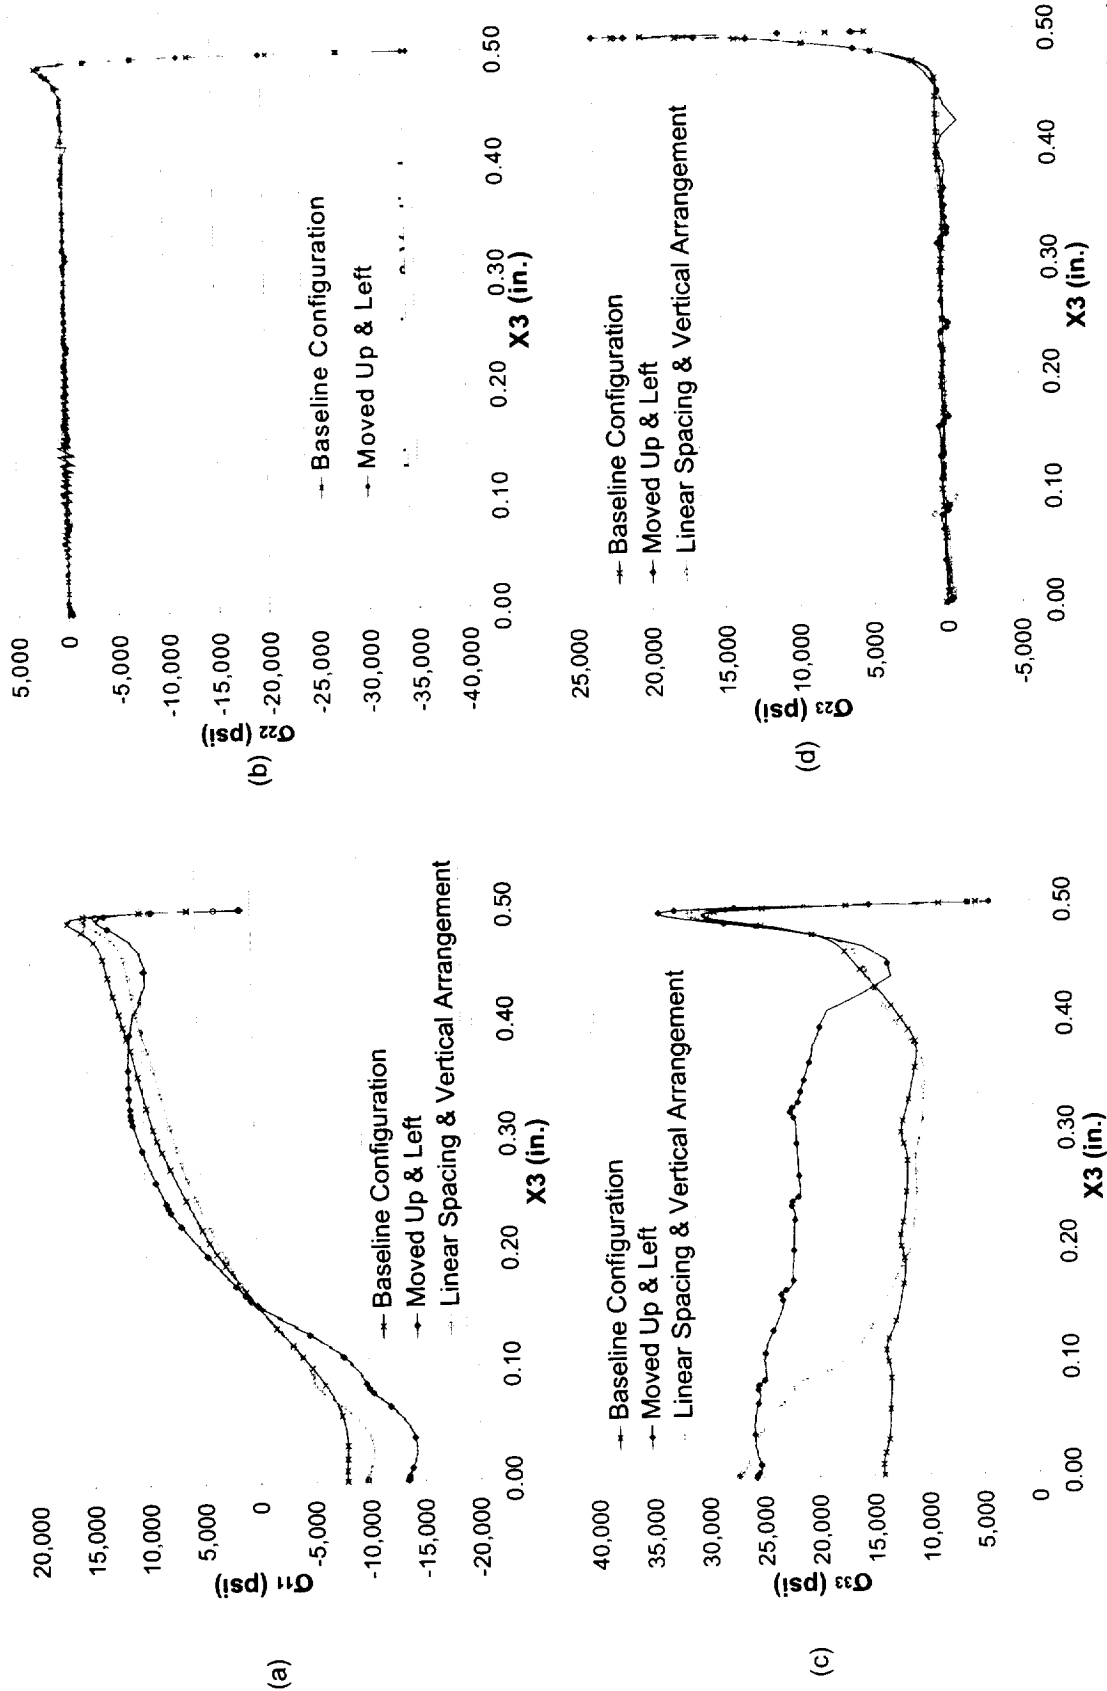 (a)
σ11 (psi)
20,000
15,000
10,000
5,000
0
-5,000
-10,000
-15,000
-20,000
0.00
0.10
0.20
0.30
0.40
0.50
X3 (in.)
Baseline Configuration
Moved Up & Left
Linear Spacing & Vertical Arrangement
(b)
σ22 (psi)
5,000
0
-5,000
-10,000
-15,000
-20,000
-25,000
-30,000
-35,000
-40,000
0.00
0.10
0.20
0.30
0.40
0.50
X3 (in.)
Baseline Configuration
Moved Up & Left
(c)
σ33 (psi)
40,000
35,000
30,000
25,000
20,000
15,000
10,000
5,000
0
0.00
0.10
0.20
0.30
0.40
0.50
X3 (in.)
Baseline Configuration
Moved Up & Left
Linear Spacing & Vertical Arrangement
(d)
σ23 (psi)
25,000
20,000
15,000
10,000
5,000
0
-5,000
0.00
0.10
0.20
0.30
0.40
0.50
X3 (in.)
Baseline Configuration
Moved Up & Left
Linear Spacing & Vertical Arrangement